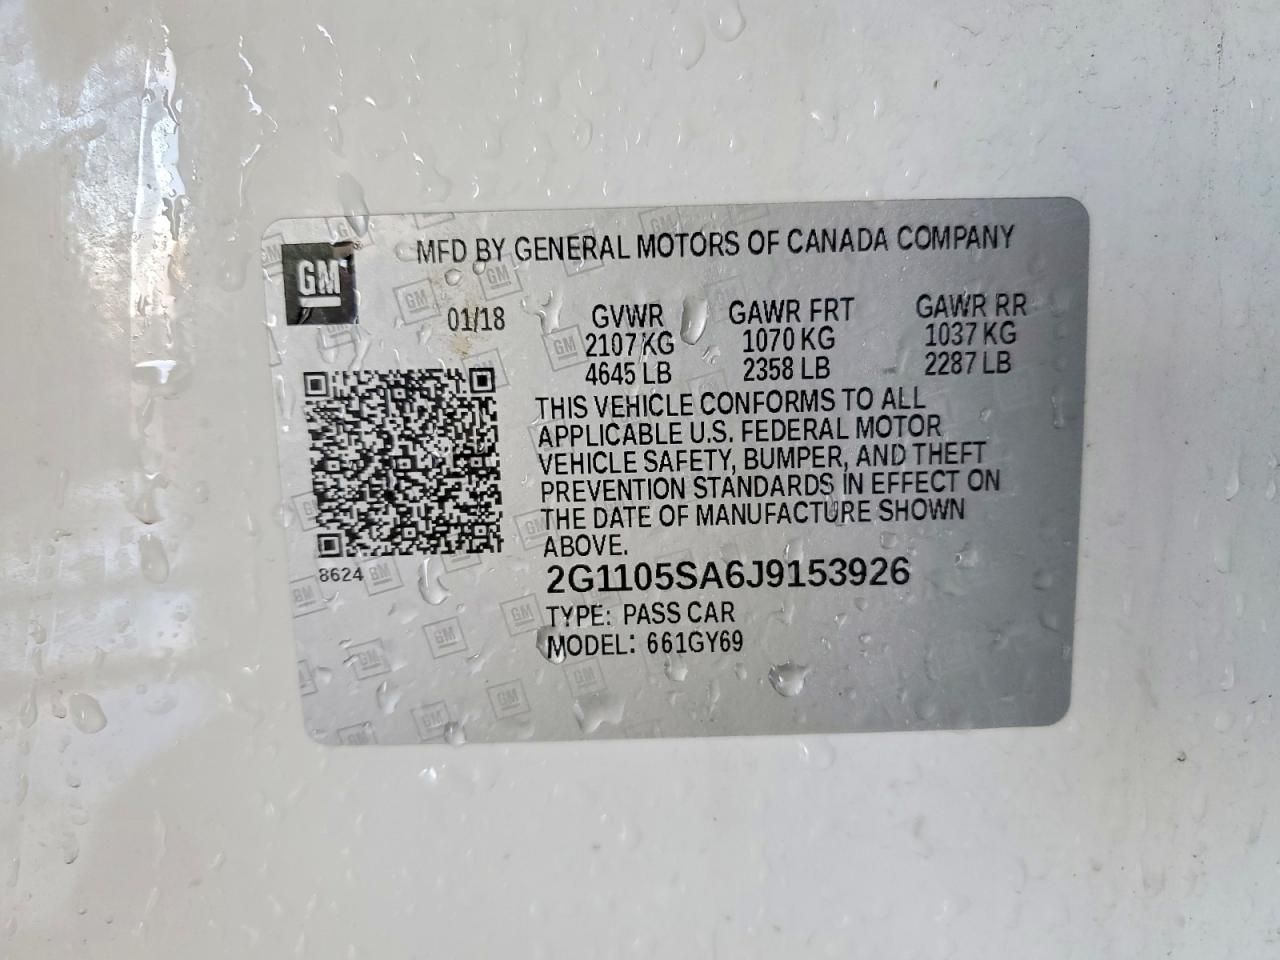 MFD BY GENERAL MOTORS OF CANADA COMPANY
GM
01/18
GVWR GAWR FRT GAWR RR
2107 KG 1070 KG 1037 KG
4645 LB 2358 LB 2287 LB
THIS VEHICLE CONFORMS TO ALL
APPLICABLE U.S. FEDERAL MOTOR
VEHICLE SAFETY, BUMPER, AND THEFT
PREVENTION STANDARDS IN EFFECT ON
THE DATE OF MANUFACTURE SHOWN
ABOVE.
8624
2G1105SA6J9153926
TYPE: PASS CAR
MODEL: 661GY69